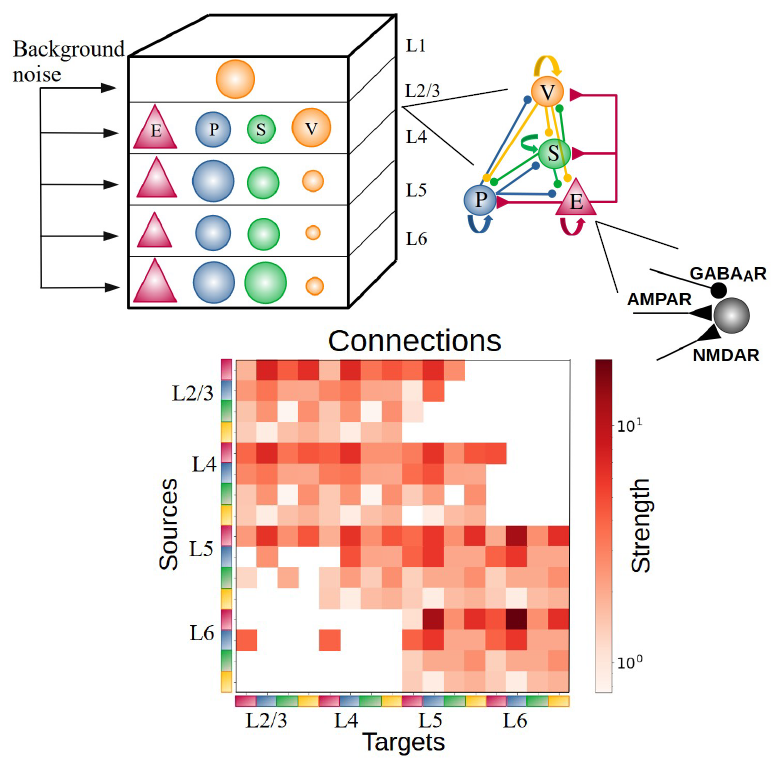 Background
noise
L1
L2/3
L4
L5
L6
E
P
S
V
V
S
P
E
GABAAR
AMPAR
NMDAR
Connections
Sources
L2/3
L4
L5
L6
L2/3
L4
L5
L6
Targets
10¹
10⁰
Strength